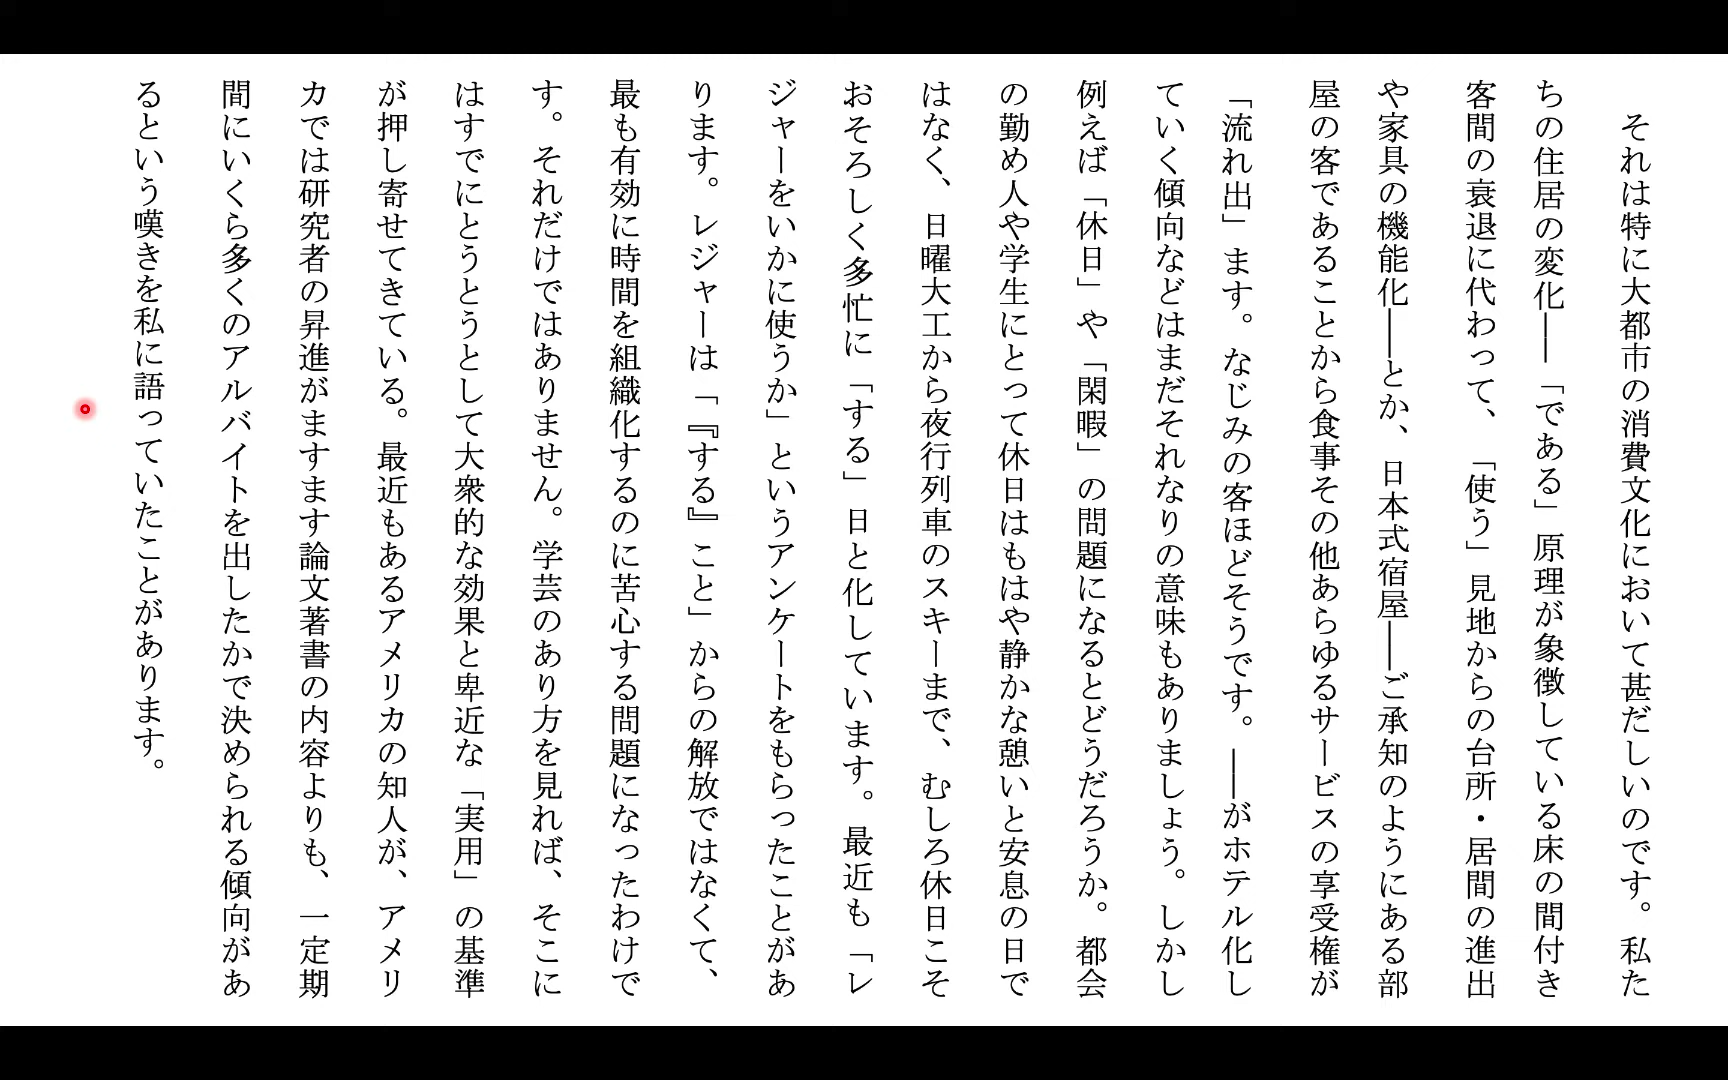 それは特に大都市の消費文化において甚だしいのです。私た
ちの住居の変化――「である」原理が象徴している床の間付き
客間の衰退に代わって、「使う」見地からの台所・居間の進出
や家具の機能化――とか、日本式宿屋――ご承知のようにある部
屋の客であることから食事その他あらゆるサービスの享受権が
「流れ出」ます。なじみの客ほどそうです。――がホテル化し
ていく傾向などはまだそれなりの意味もありましょう。しかし
例えば「休日」や「閑暇」の問題になるとどうだろうか。都会
の勤め人や学生にとって休日はもはや静かな憩いと安息の日で
はなく、日曜大工から夜行列車のスキーまで、むしろ休日こそ
おそろしく多忙に「する」日と化しています。最近も「レ
ジャーをいかに使うか」というアンケートをもらったことがあ
ります。レジャーは「『する』こと」からの解放ではなくて、
最も有効に時間を組織化するのに苦心する問題になったわけで
す。それだけではありません。学芸のあり方を見れば、そこに
はすでにとうとうとして大衆的な効果と卑近な「実用」の基準
が押し寄せてきている。最近もあるアメリカの知人が、アメリ
カでは研究者の昇進がますます論文著書の内容よりも、一定期
間にいくら多くのアルバイトを出したかで決められる傾向があ
るという嘆きを私に語っていたことがあります。